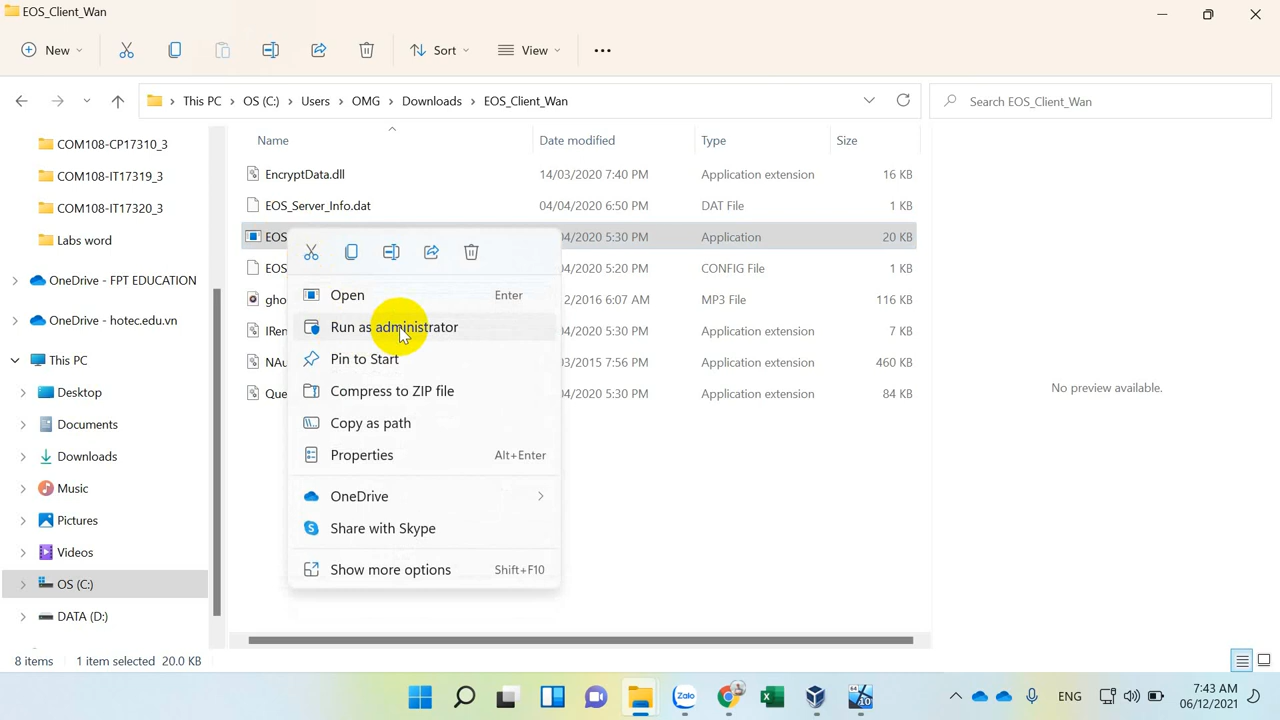 EOS_Client_Wan
New
Sort
View
This PC
OS (C:)
Users
OMG
Downloads
EOS_Client_Wan
Search EOS_Client_Wan
COM108-CP17310_3
COM108-IT17319_3
COM108-IT17320_3
Labs word
OneDrive - FPT EDUCATION
OneDrive - hotec.edu.vn
This PC
Desktop
Documents
Downloads
Music
Pictures
Videos
OS (C:)
DATA (D:)
Name Date modified Type Size
EncryptData.dll 14/03/2020 7:40 PM Application extension 16 KB
EOS_Server_Info.dat 04/04/2020 6:50 PM DAT File 1 KB
EOS 04/2020 5:30 PM Application 20 KB
EOS 04/2020 5:20 PM CONFIG File 1 KB
gho 2/2016 6:07 AM MP3 File 116 KB
IRen 04/2020 5:30 PM Application extension 7 KB
NAu 03/2015 7:56 PM Application extension 460 KB
Que 04/2020 5:30 PM Application extension 84 KB
Open Enter
Run as administrator
Pin to Start
Compress to ZIP file
Copy as path
Properties Alt+Enter
OneDrive
Share with Skype
Show more options Shift+F10
No preview available.
8 items 1 item selected 20.0 KB
Zalo
64
10
ENG
7:43 AM
06/12/2021